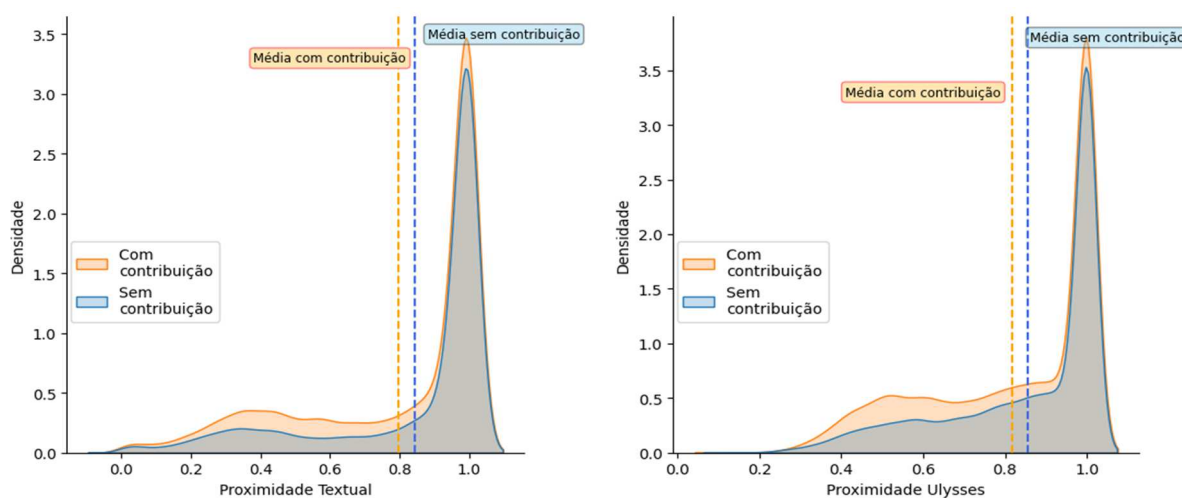 3.5
3.0
2.5
2.0
1.5
1.0
0.5
0.0
Densidade
Média sem contribuição
Média com contribuição
Com
contribuição
Sem
contribuição
0.0 0.2 0.4 0.6 0.8 1.0
Proximidade Textual
3.5
3.0
2.5
2.0
1.5
1.0
0.5
0.0
Densidade
Média sem contribuição
Média com contribuição
Com
contribuição
Sem
contribuição
0.0 0.2 0.4 0.6 0.8 1.0
Proximidade Ulysses